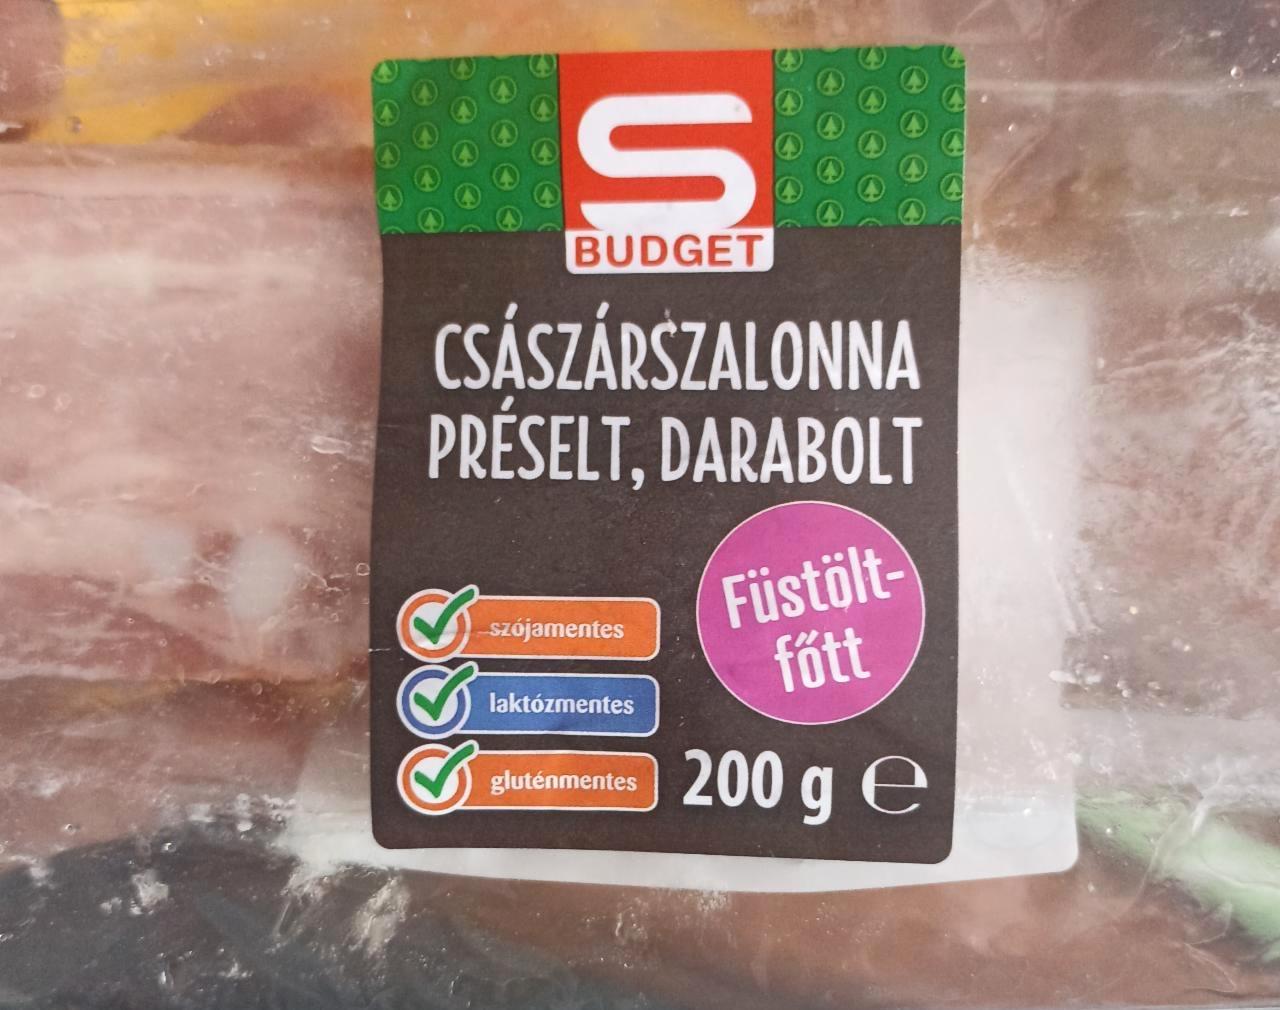 S
BUDGET
CSÁSZÁRSZALONNA
PRÉSELT, DARABOLT
Füstölt-
főtt
szójamentes
laktózmentes
gluténmentes
200 g ℮